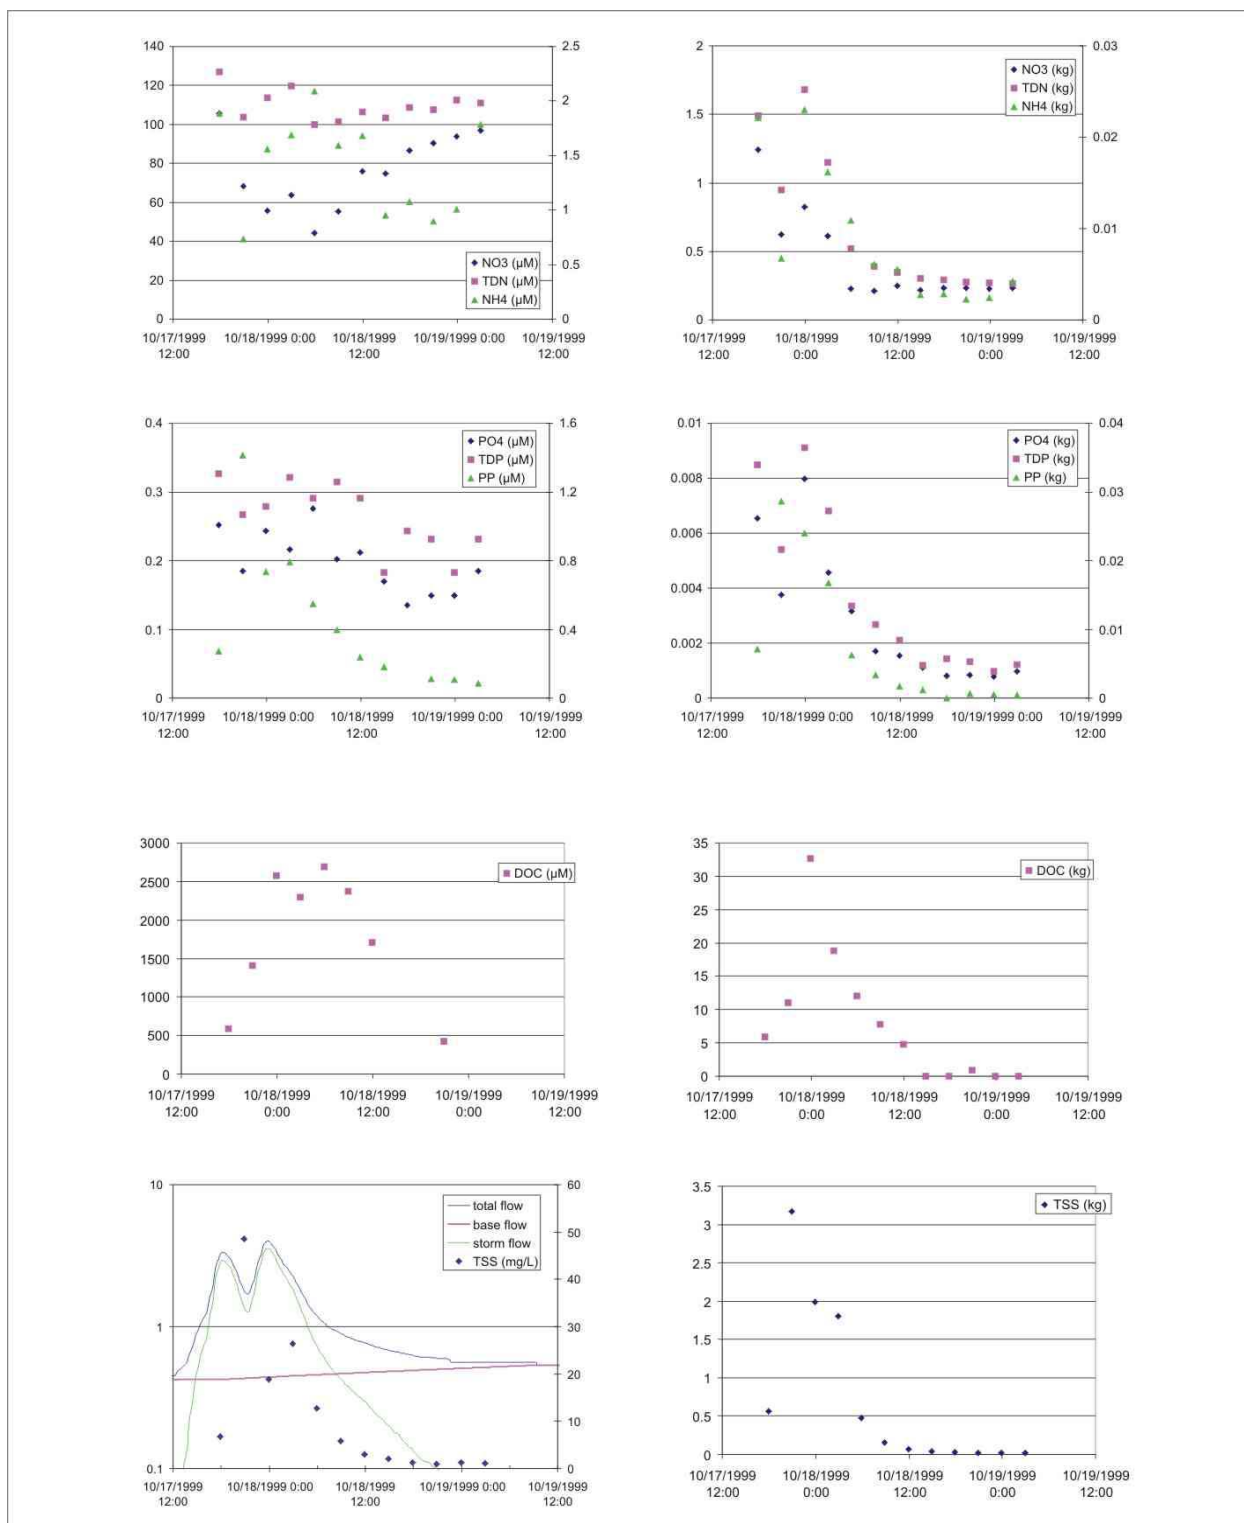 140
120
100
80
60
40
20
0
2.5
2
1.5
1
0.5
0
NO3 (µM)
TDN (µM)
NH4 (µM)
10/17/1999 10/18/1999 0:00 10/18/1999 10/19/1999 0:00 10/19/1999
12:00 12:00 12:00
2
1.5
1
0.5
0
0.03
0.02
0.01
0
NO3 (kg)
TDN (kg)
NH4 (kg)
10/17/1999 10/18/1999 10/18/1999 10/19/1999 10/19/1999
12:00 0:00 12:00 0:00 12:00
0.4
0.3
0.2
0.1
0
1.6
1.2
0.8
0.4
0
PO4 (µM)
TDP (µM)
PP (µM)
10/17/1999 10/18/1999 0:00 10/18/1999 10/19/1999 0:00 10/19/1999
12:00 12:00 12:00
0.01
0.008
0.006
0.004
0.002
0
0.04
0.03
0.02
0.01
0
PO4 (kg)
TDP (kg)
PP (kg)
10/17/1999 10/18/1999 0:00 10/18/1999 10/19/1999 0:00 10/19/1999
12:00 12:00 12:00
3000
2500
2000
1500
1000
500
0
DOC (µM)
10/17/1999 10/18/1999 10/18/1999 10/19/1999 10/19/1999
12:00 0:00 12:00 0:00 12:00
35
30
25
20
15
10
5
0
DOC (kg)
10/17/1999 10/18/1999 10/18/1999 10/19/1999 10/19/1999
12:00 0:00 12:00 0:00 12:00
10
1
0.1
60
50
40
30
20
10
0
total flow
base flow
storm flow
TSS (mg/L)
10/17/1999 10/18/1999 0:00 10/18/1999 10/19/1999 0:00 10/19/1999
12:00 12:00 12:00
3.5
3
2.5
2
1.5
1
0.5
0
TSS (kg)
10/17/1999 10/18/1999 10/18/1999 10/19/1999 10/19/1999
12:00 0:00 12:00 0:00 12:00